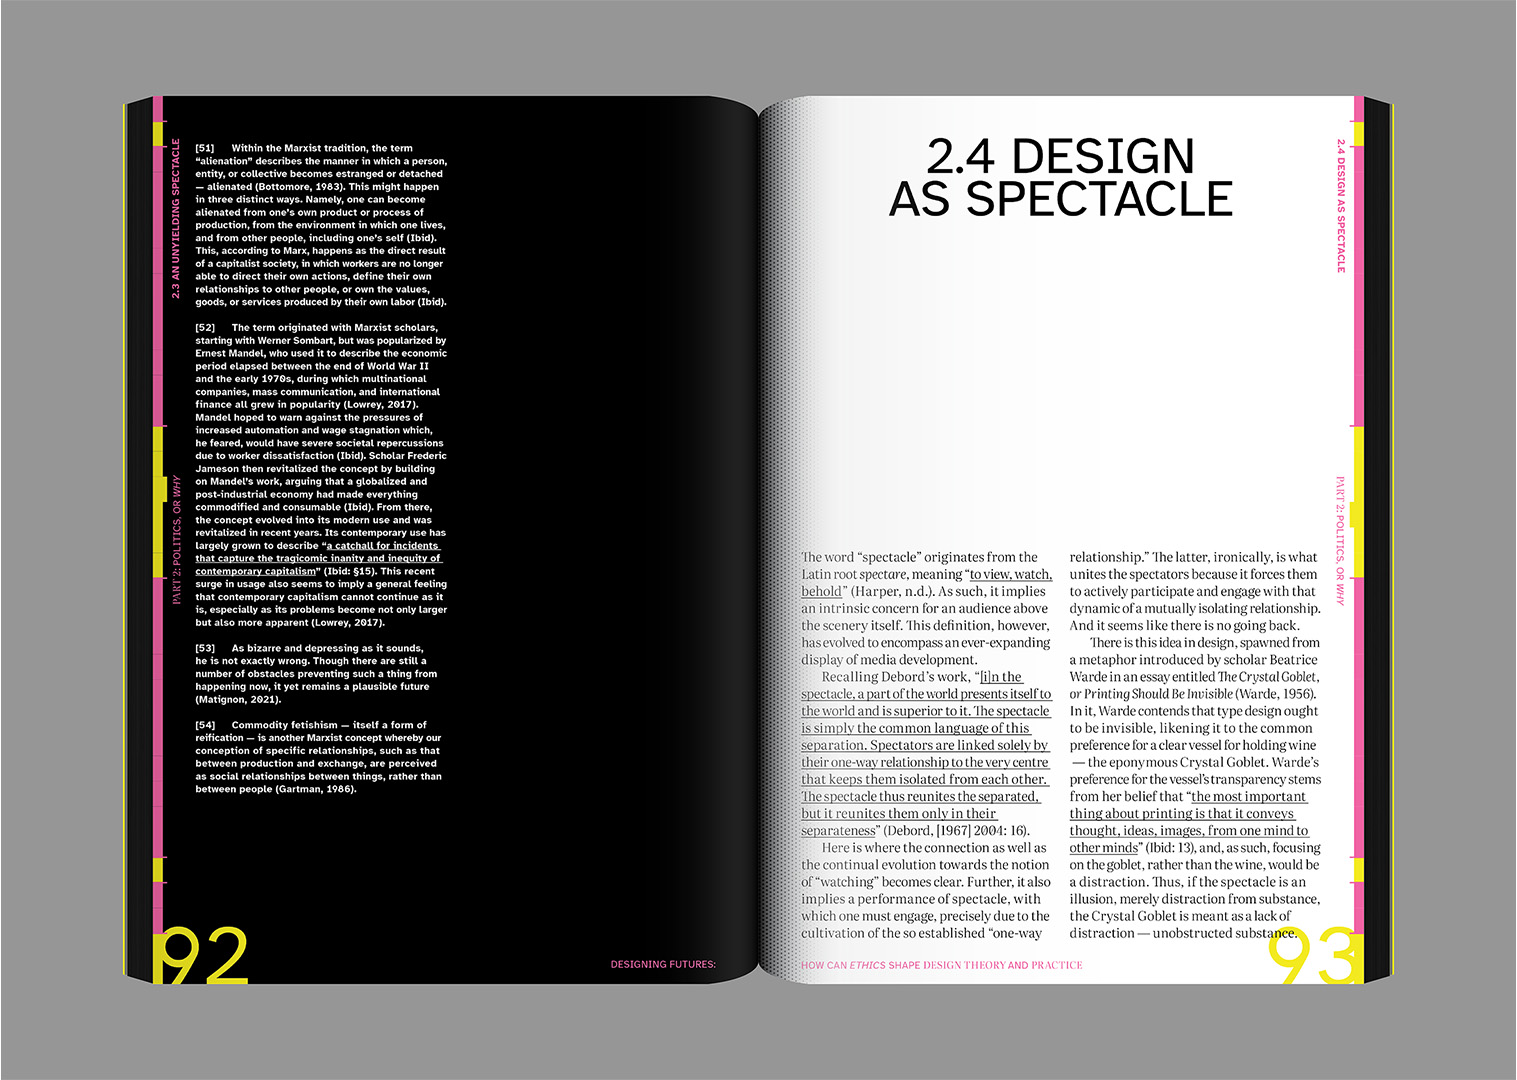 2.3 AN UNYIELDING SPECTACLE
PART 2: POLITICS, OR WHY
[51] Within the Marxist tradition, the term
“alienation” describes the manner in which a person,
entity, or collective becomes estranged or detached
— alienated (Bottomore, 1983). This might happen
in three distinct ways. Namely, one can become
alienated from one’s own product or process of
production, from the environment in which one lives,
and from other people, including one’s self (Ibid).
This, according to Marx, happens as the direct result
of a capitalist society, in which workers are no longer
able to direct their own actions, define their own
relationships to other people, or own the values,
goods, or services produced by their own labor (Ibid).
[52] The term originated with Marxist scholars,
starting with Werner Sombart, but was popularized by
Ernest Mandel, who used it to describe the economic
period elapsed between the end of World War II
and the early 1970s, during which multinational
companies, mass communication, and international
finance all grew in popularity (Lowrey, 2017).
Mandel hoped to warn against the pressures of
increased automation and wage stagnation which,
he feared, would have severe societal repercussions
due to worker dissatisfaction (Ibid). Scholar Frederic
Jameson then revitalized the concept by building
on Mandel’s work, arguing that a globalized and
post-industrial economy had made everything
commodified and consumable (Ibid). From there,
the concept evolved into its modern use and was
revitalized in recent years. Its contemporary use has
largely grown to describe “a catchall for incidents
that capture the tragicomic inanity and inequity of
contemporary capitalism” (Ibid: §15). This recent
surge in usage also seems to imply a general feeling
that contemporary capitalism cannot continue as it
is, especially as its problems become not only larger
but also more apparent (Lowrey, 2017).
[53] As bizarre and depressing as it sounds,
he is not exactly wrong. Though there are still a
number of obstacles preventing such a thing from
happening now, it yet remains a plausible future
(Matignon, 2021).
[54] Commodity fetishism — itself a form of
reification — is another Marxist concept whereby our
conception of specific relationships, such as that
between production and exchange, are perceived
as social relationships between things, rather than
between people (Gartman, 1986).
92
DESIGNING FUTURES:
2.4 DESIGN
AS SPECTACLE
The word “spectacle” originates from the
Latin root spectare, meaning “to view, watch,
behold” (Harper, n.d.). As such, it implies
an intrinsic concern for an audience above
the scenery itself. This definition, however,
has evolved to encompass an ever-expanding
display of media development.
Recalling Debord’s work, “[i]n the
spectacle, a part of the world presents itself to
the world and is superior to it. The spectacle
is simply the common language of this
separation. Spectators are linked solely by
their one-way relationship to the very centre
that keeps them isolated from each other.
The spectacle thus reunites the separated,
but it reunites them only in their
separateness” (Debord, [1967] 2004: 16).
Here is where the connection as well as
the continual evolution towards the notion
of “watching” becomes clear. Further, it also
implies a performance of spectacle, with
which one must engage, precisely due to the
cultivation of the so established “one-way
relationship.” The latter, ironically, is what
unites the spectators because it forces them
to actively participate and engage with that
dynamic of a mutually isolating relationship.
And it seems like there is no going back.
There is this idea in design, spawned from
a metaphor introduced by scholar Beatrice
Warde in an essay entitled The Crystal Goblet,
or Printing Should Be Invisible (Warde, 1956).
In it, Warde contends that type design ought
to be invisible, likening it to the common
preference for a clear vessel for holding wine
— the eponymous Crystal Goblet. Warde’s
preference for the vessel’s transparency stems
from her belief that “the most important
thing about printing is that it conveys
thought, ideas, images, from one mind to
other minds” (Ibid: 13), and, as such, focusing
on the goblet, rather than the wine, would be
a distraction. Thus, if the spectacle is an
illusion, merely distraction from substance,
the Crystal Goblet is meant as a lack of
distraction — unobstructed substance.
2.4 DESIGN AS SPECTACLE
PART 2: POLITICS, OR WHY
HOW CAN ETHICS SHAPE DESIGN THEORY AND PRACTICE
93